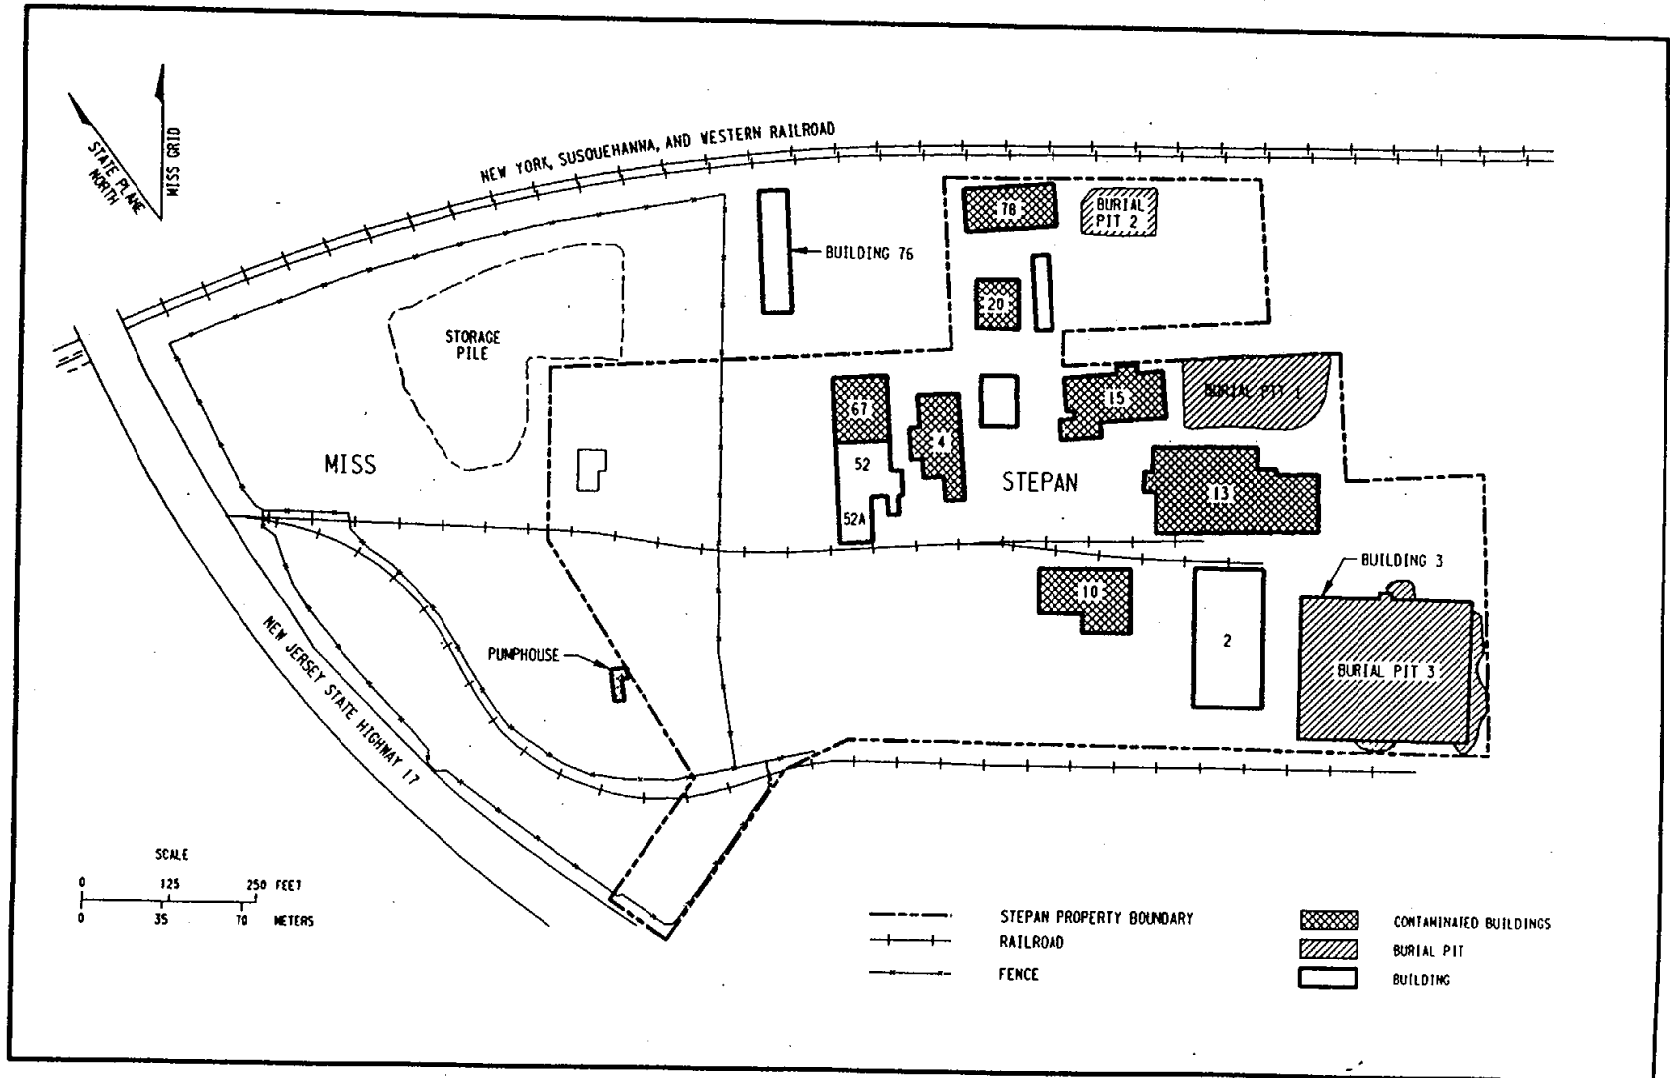 MISS GRID
STATE PLANE
NORTH
NEW YORK, SUSQUEHANNA, AND WESTERN RAILROAD
78
BURIAL
PIT 2
BUILDING 76
20
STORAGE
PILE
67
4
15
BURIAL PIT 1
MISS
52
STEPAN
13
52A
BUILDING 3
10
2
PUMPHOUSE
BURIAL PIT 3
NEW JERSEY STATE HIGHWAY 17
SCALE
0 125 250 FEET
0 35 70 METERS
STEPAN PROPERTY BOUNDARY
RAILROAD
FENCE
CONTAMINATED BUILDINGS
BURIAL PIT
BUILDING